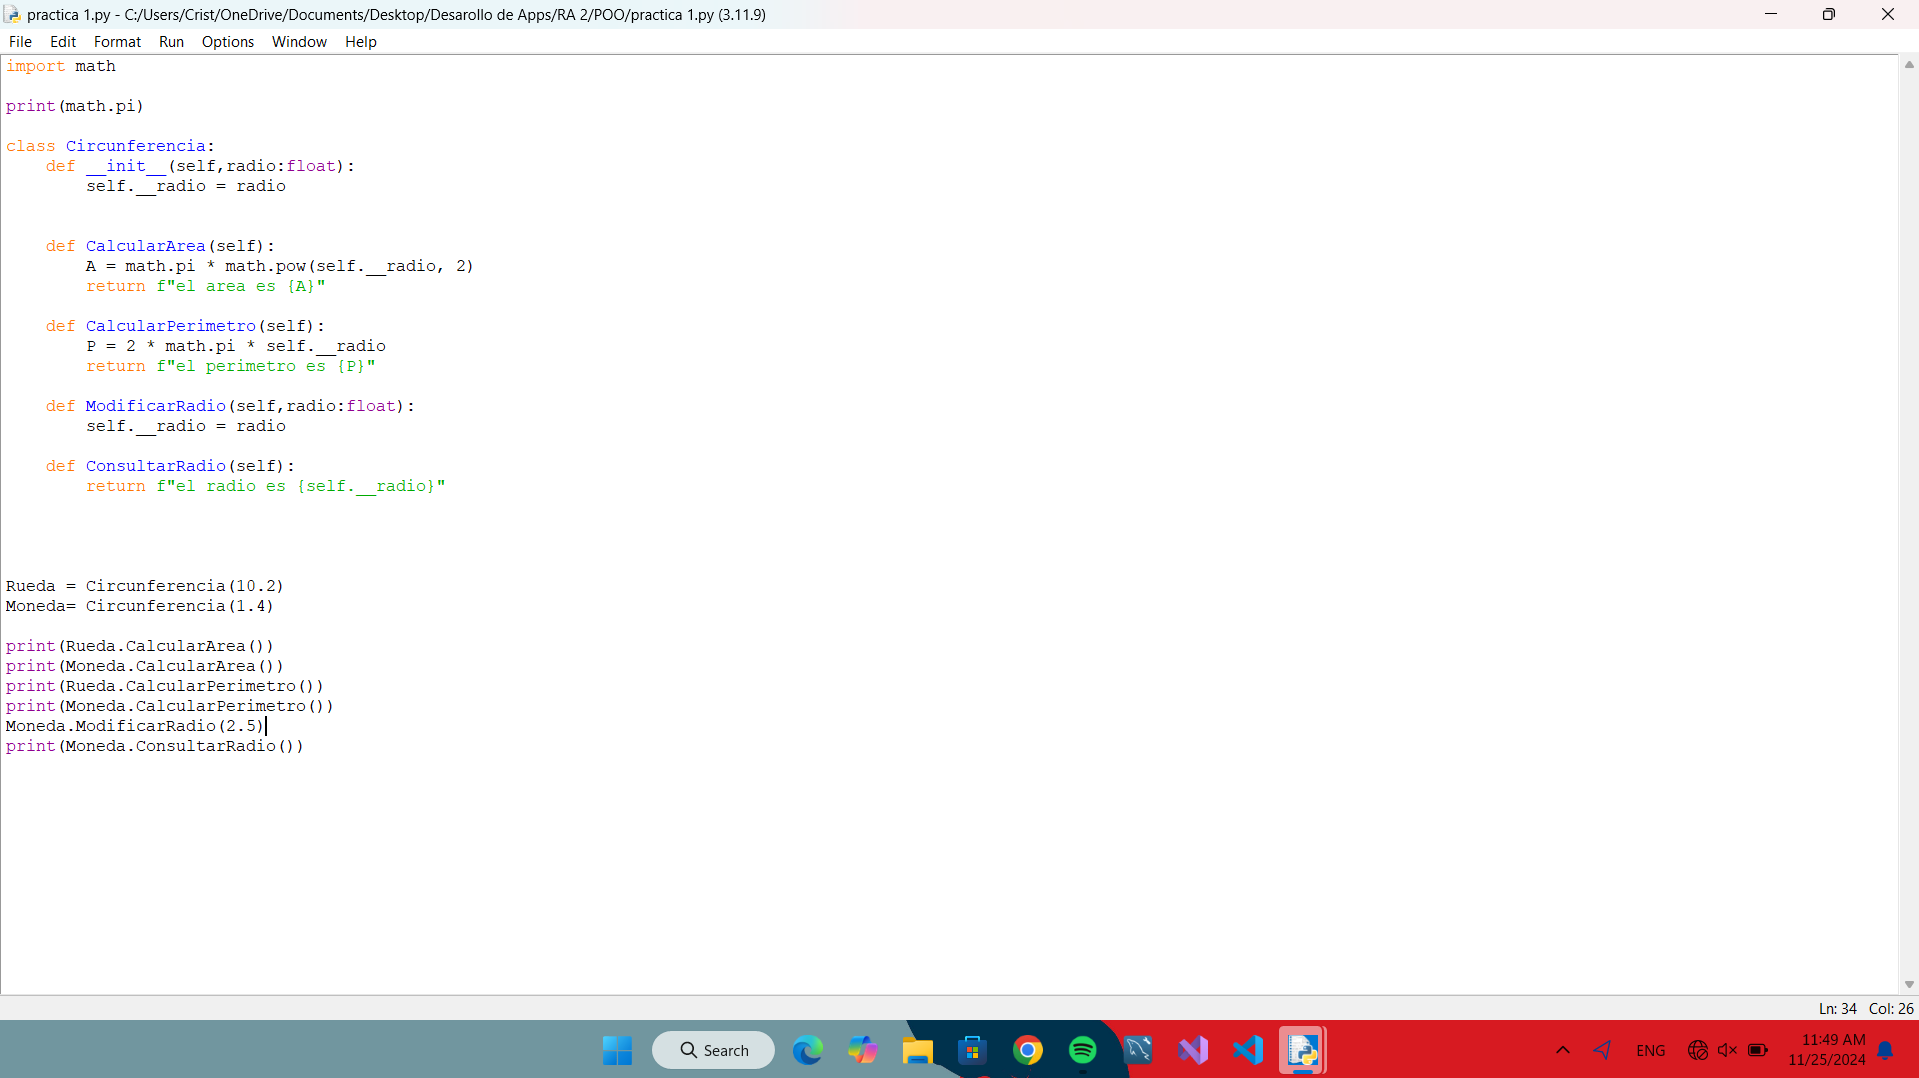 practica 1.py - C:/Users/Crist/OneDrive/Documents/Desktop/Desarollo de Apps/RA 2/POO/practica 1.py (3.11.9)
File Edit Format Run Options Window Help
import math
print(math.pi)
class Circunferencia:
    def __init__(self,radio:float):
        self.__radio = radio
    def CalcularArea(self):
        A = math.pi * math.pow(self.__radio, 2)
        return f"el area es {A}"
    def CalcularPerimetro(self):
        P = 2 * math.pi * self.__radio
        return f"el perimetro es {P}"
    def ModificarRadio(self,radio:float):
        self.__radio = radio
    def ConsultarRadio(self):
        return f"el radio es {self.__radio}"
Rueda = Circunferencia(10.2)
Moneda= Circunferencia(1.4)
print(Rueda.CalcularArea())
print(Moneda.CalcularArea())
print(Rueda.CalcularPerimetro())
print(Moneda.CalcularPerimetro())
Moneda.ModificarRadio(2.5)
print(Moneda.ConsultarRadio())
Ln: 34 Col: 26
Search
ENG
11:49 AM
11/25/2024